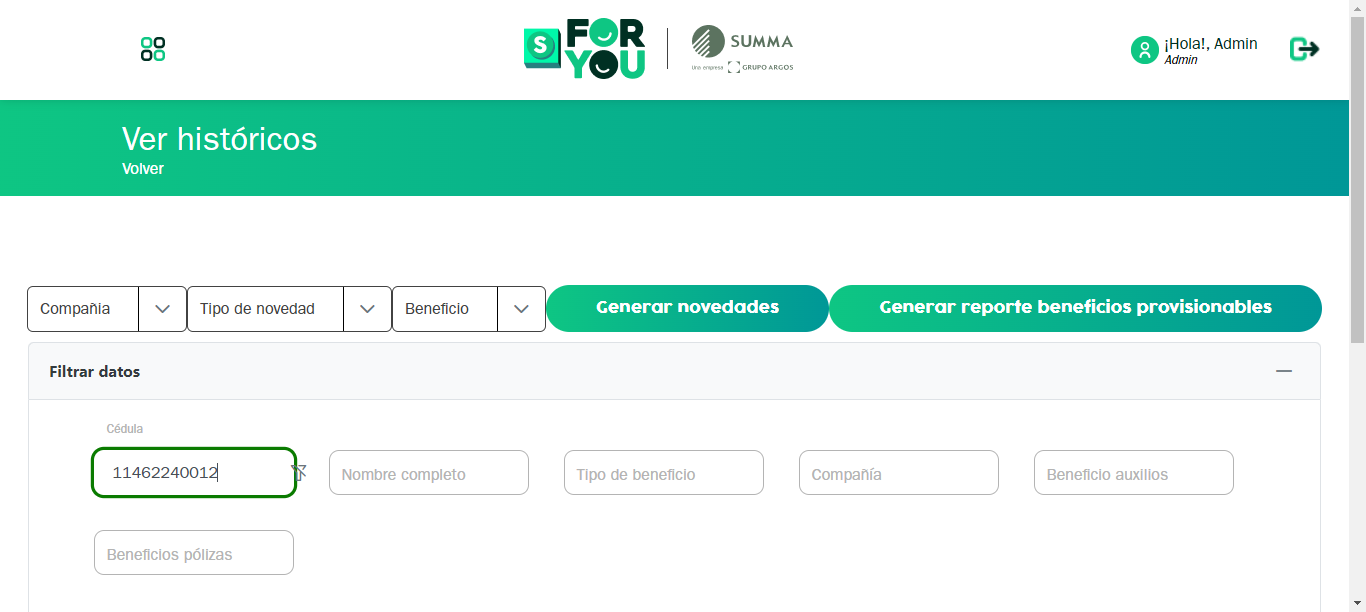 S FOR YOU
SUMMA
Una empresa GRUPO ARGOS
¡Hola!, Admin
Admin
Ver históricos
Volver
Compañia Tipo de novedad Beneficio Generar novedades Generar reporte beneficios provisionables
Filtrar datos
Cédula
11462240012 Nombre completo Tipo de beneficio Compañía Beneficio auxilios
Beneficios pólizas